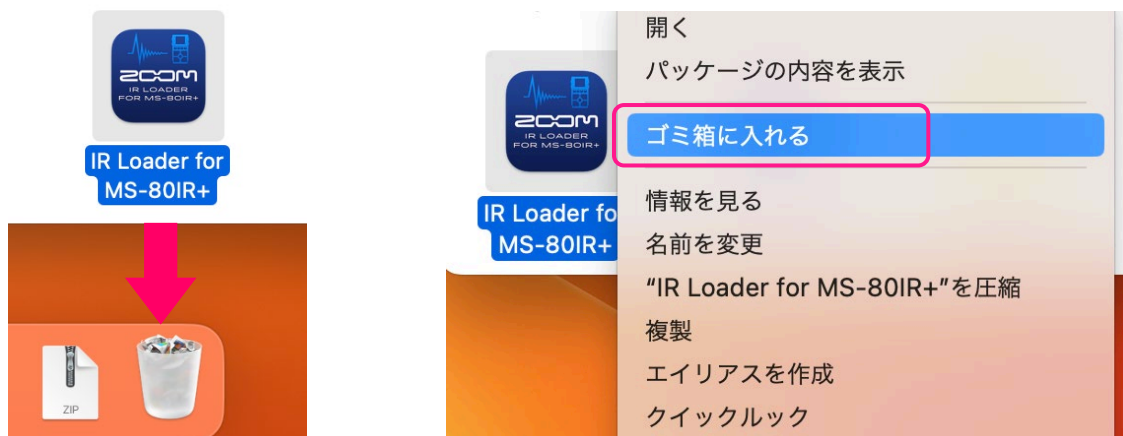 ZOOM
IR LOADER
FOR MS-80IR+
IR Loader for
MS-80IR+
ZIP
ZOOM
IR LOADER
FOR MS-80IR+
IR Loader fo
MS-80IR+
開く
パッケージの内容を表示
ゴミ箱に入れる
情報を見る
名前を変更
“IR Loader for MS-80IR+”を圧縮
複製
エイリアスを作成
クイックルック